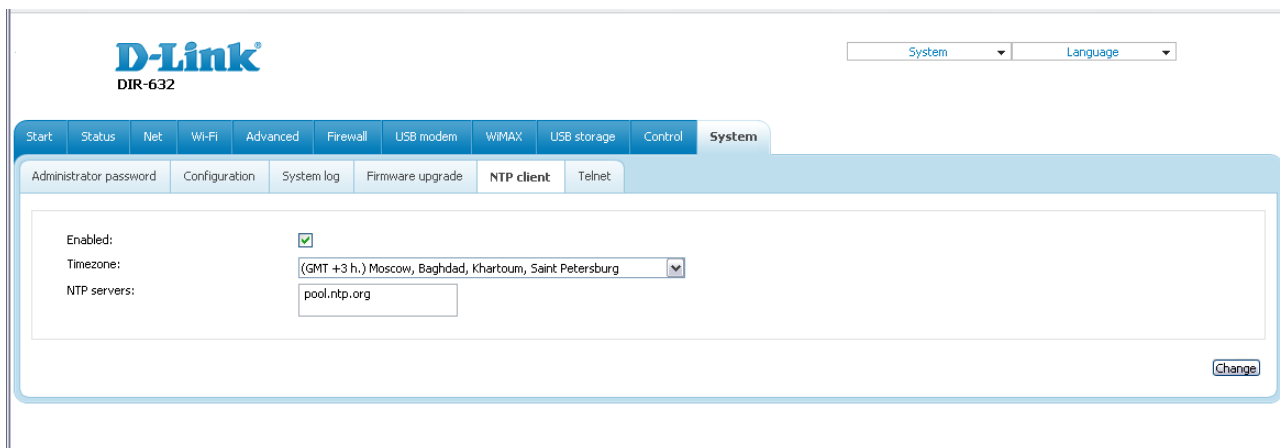 D-Link®
DIR-632
System Language
Start Status Net Wi-Fi Advanced Firewall USB modem WiMAX USB storage Control System
Administrator password Configuration System log Firmware upgrade NTP client Telnet
Enabled:
Timezone: (GMT +3 h.) Moscow, Baghdad, Khartoum, Saint Petersburg
NTP servers: pool.ntp.org
Change